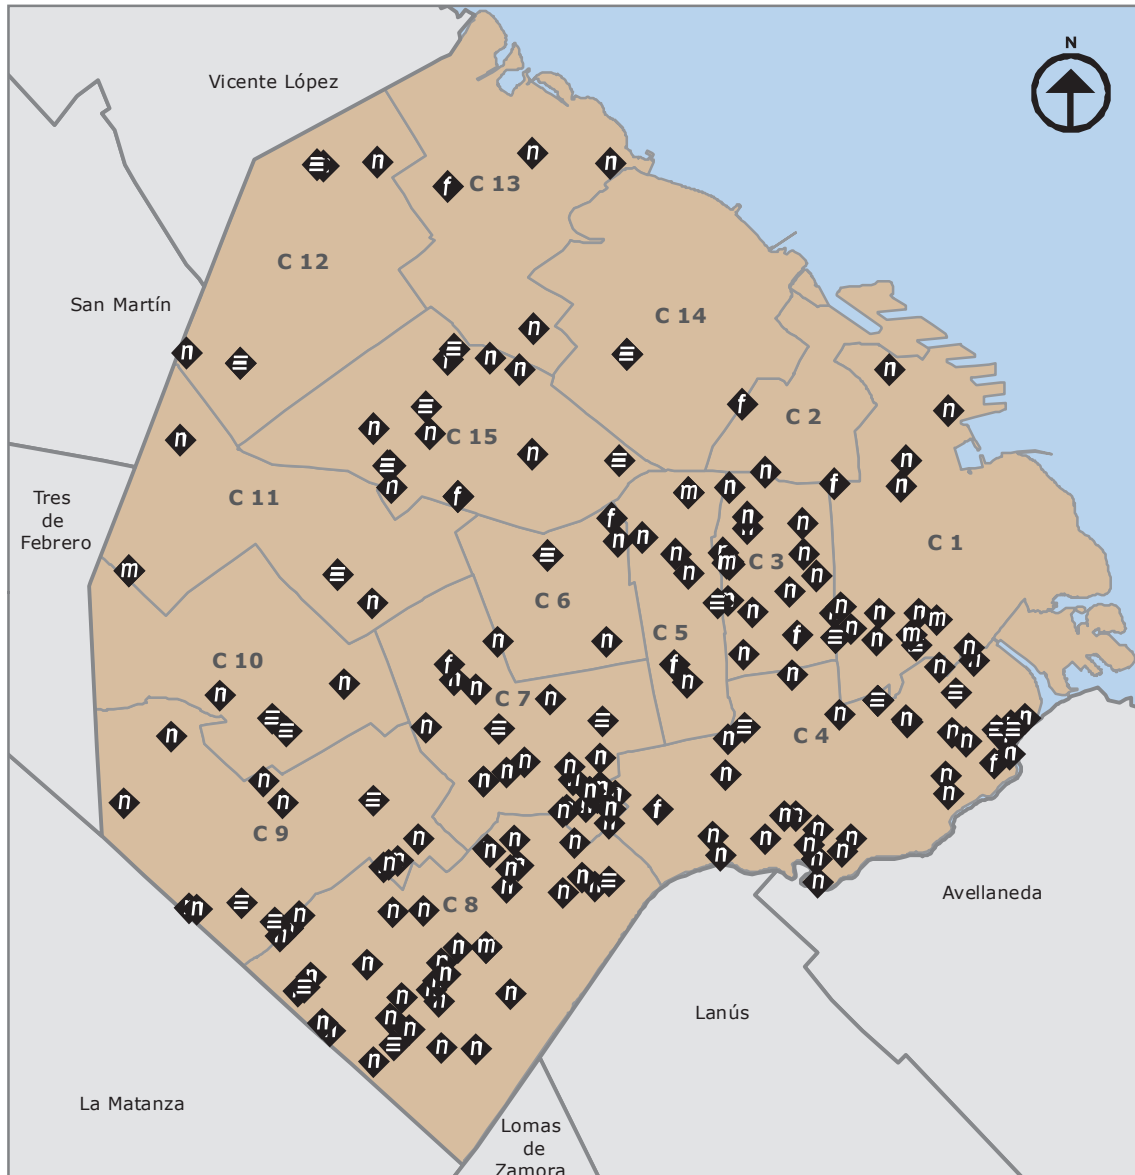 N
Vicente López
C 13
C 12
San Martín
C 14
C 2
C 15
Tres
de
Febrero
C 11
C 1
C 3
C 6
C 5
C 10
C 7
C 4
C 9
C 8
Avellaneda
Lanús
La Matanza
Lomas
de
Zamora